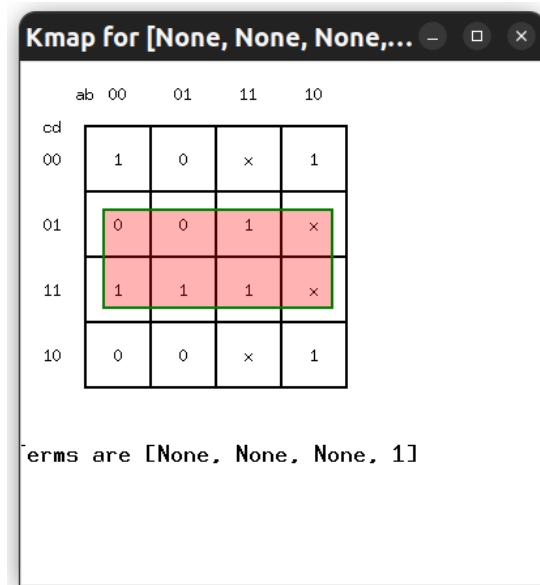 Kmap for [None, None, None,...
ab 00 01 11 10
cd
00 1 0 x 1
01 0 0 1 x
11 1 1 1 x
10 0 0 x 1
erms are [None, None, None, 1]